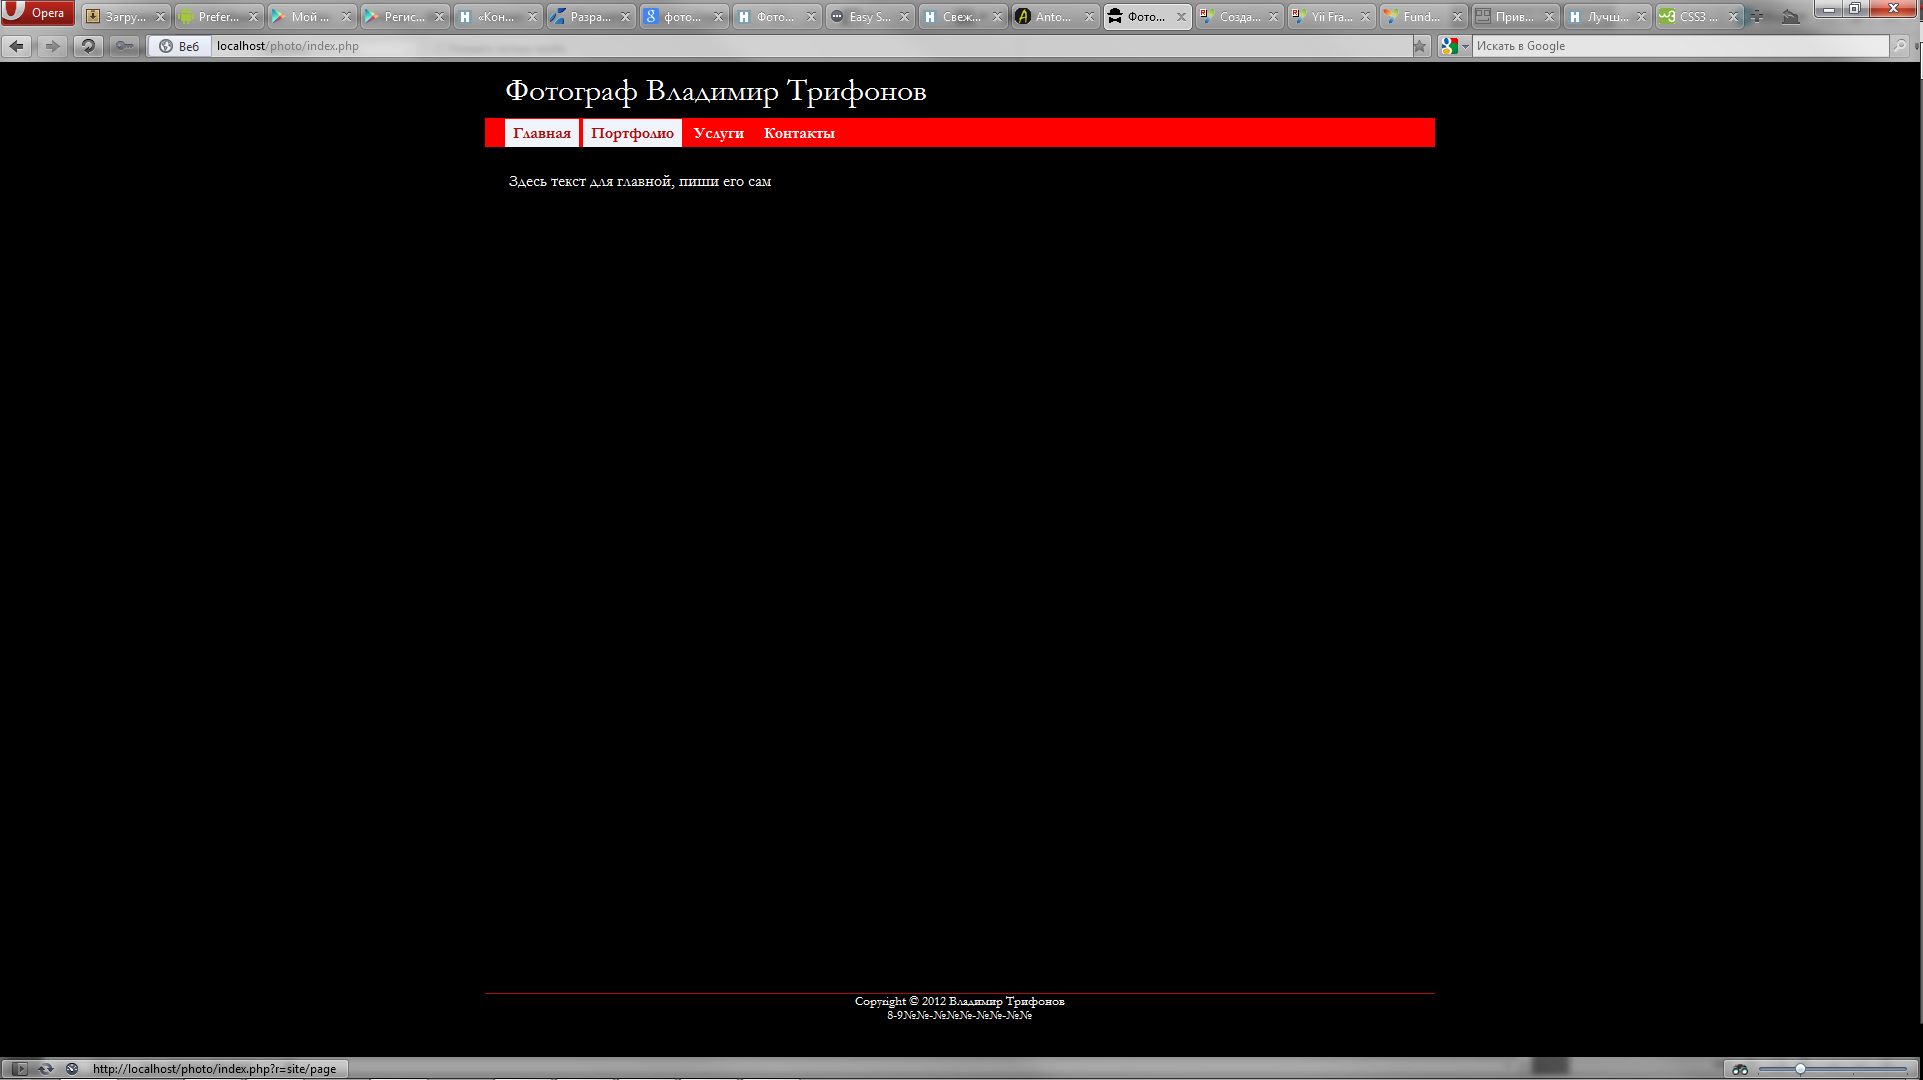 Opera
Загру...
Prefer...
Мой ...
Регис...
«Кон...
Разра...
фото...
Фото...
Easy S...
Свеж...
Anto...
Фото...
Созда...
Yii Fra...
Fund...
Прив...
Лучш...
CSS3 ...
Веб
localhost/photo/index.php
Искать в Google
Фотограф Владимир Трифонов
Главная Портфолио Услуги Контакты
Здесь текст для главной, пиши его сам
Copyright © 2012 Владимир Трифонов
8-9№№-№№№-№№-№№
http://localhost/photo/index.php?r=site/page